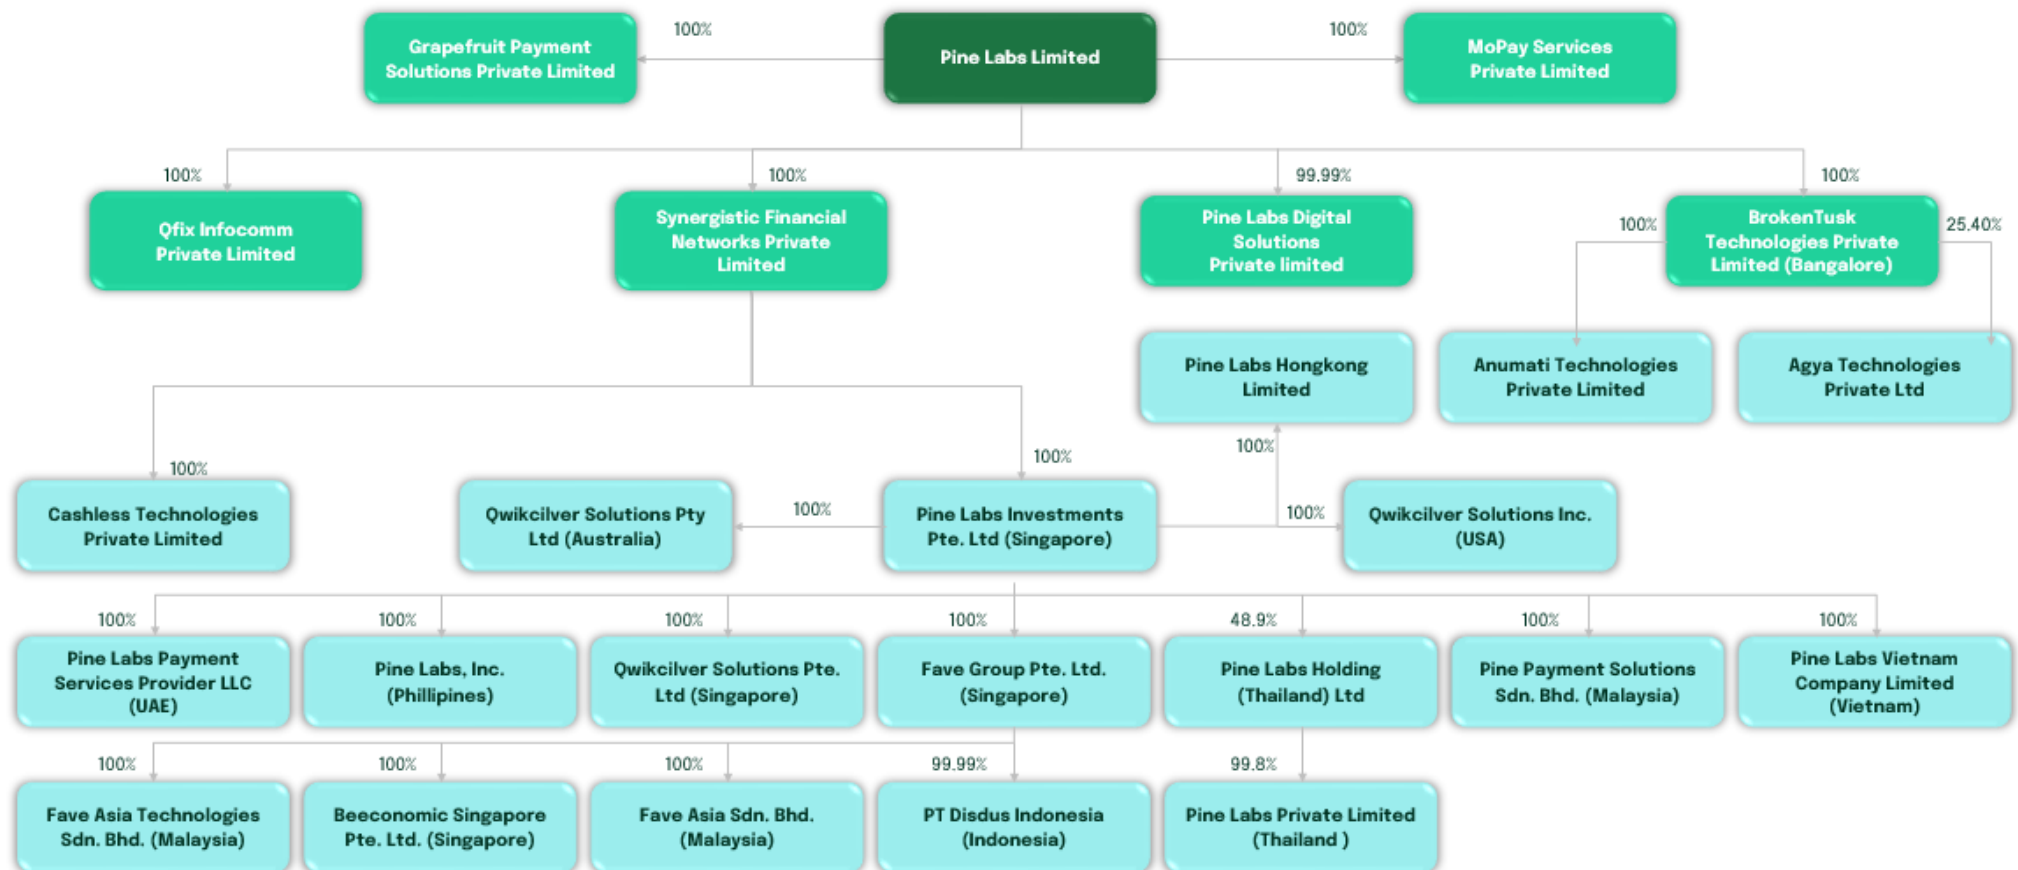 100%
100%
Grapefruit Payment
Solutions Private Limited
Pine Labs Limited
MoPay Services
Private Limited
100%
100%
99.99%
100%
Qfix Infocomm
Private Limited
Synergistic Financial
Networks Private
Limited
Pine Labs Digital
Solutions
Private limited
100%
BrokenTusk
Technologies Private
Limited (Bangalore)
25.40%
Pine Labs Hongkong
Limited
Anumati Technologies
Private Limited
Agya Technologies
Private Ltd
100%
100%
100%
Cashless Technologies
Private Limited
Qwikcilver Solutions Pty
Ltd (Australia)
100%
Pine Labs Investments
Pte. Ltd (Singapore)
100%
Qwikcilver Solutions Inc.
(USA)
100%
100%
100%
100%
48.9%
100%
100%
Pine Labs Payment
Services Provider LLC
(UAE)
Pine Labs, Inc.
(Phillipines)
Qwikcilver Solutions Pte.
Ltd (Singapore)
Fave Group Pte. Ltd.
(Singapore)
Pine Labs Holding
(Thailand) Ltd
Pine Payment Solutions
Sdn. Bhd. (Malaysia)
Pine Labs Vietnam
Company Limited
(Vietnam)
100%
100%
100%
99.99%
99.8%
Fave Asia Technologies
Sdn. Bhd. (Malaysia)
Beeconomic Singapore
Pte. Ltd. (Singapore)
Fave Asia Sdn. Bhd.
(Malaysia)
PT Disdus Indonesia
(Indonesia)
Pine Labs Private Limited
(Thailand )